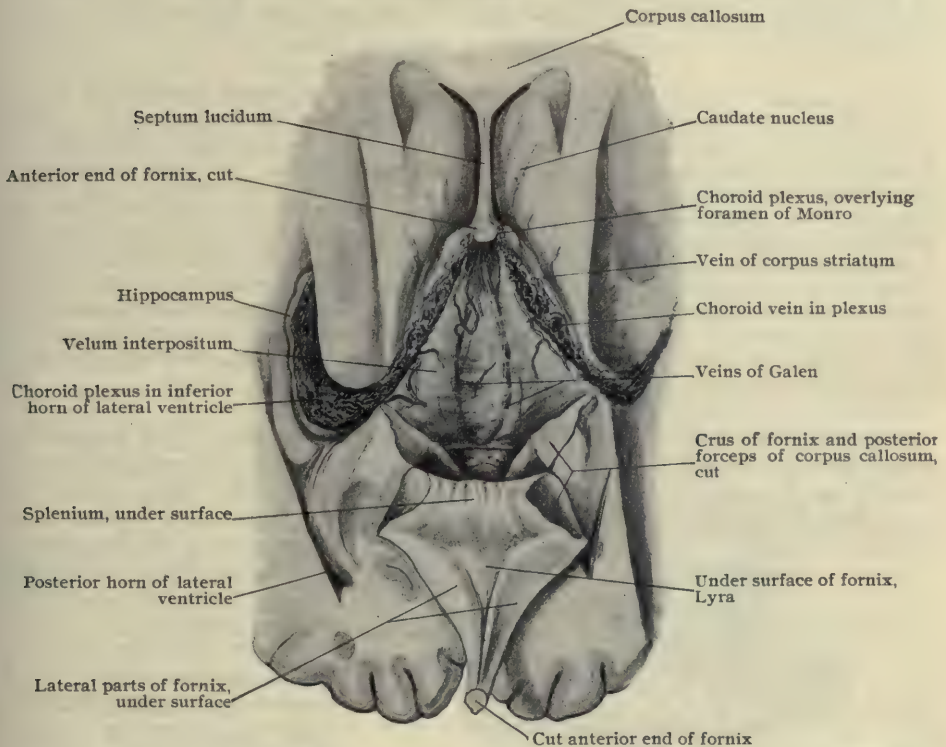 Corpus callosum
Septum lucidum
Caudate nucleus
Anterior end of fornix, cut
Choroid plexus, overlying
foramen of Monro
Vein of corpus striatum
Hippocampus
Choroid vein in plexus
Velum interpositum
Veins of Galen
Choroid plexus in inferior
horn of lateral ventricle
Crus of fornix and posterior
forceps of corpus callosum,
cut
Splenium, under surface
Posterior horn of lateral
ventricle
Under surface of fornix,
Lyra
Lateral parts of fornix,
under surface
Cut anterior end of fornix